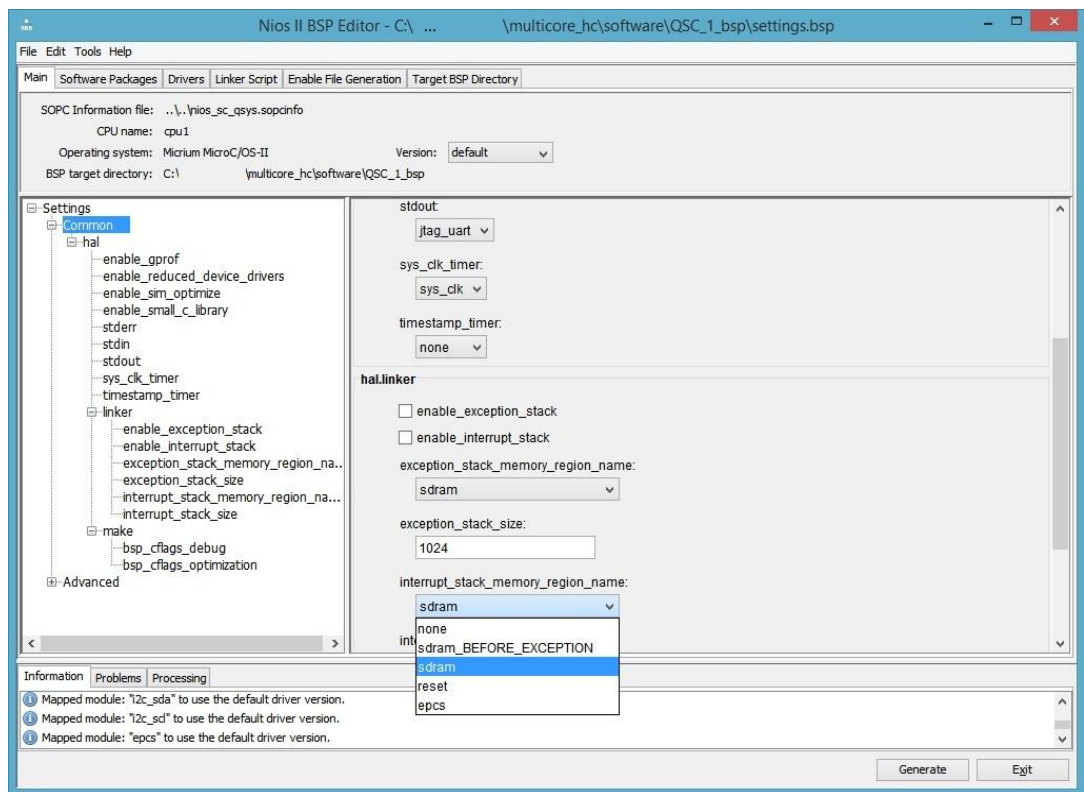 Nios II BSP Editor - C:\ ... \multicore_hc\software\QSC_1_bsp\settings.bsp
File Edit Tools Help
Main Software Packages Drivers Linker Script Enable File Generation Target BSP Directory
SOPC Information file: ..\..\nios_sc_qsys.sopcinfo
CPU name: cpu1
Operating system: Micrium MicroC/OS-II Version: default
BSP target directory: C:\ \multicore_hc\software\QSC_1_bsp
Settings
Common
hal
enable_gprof
enable_reduced_device_drivers
enable_sim_optimize
enable_small_c_library
stderr
stdin
stdout
sys_clk_timer
timestamp_timer
linker
enable_exception_stack
enable_interrupt_stack
exception_stack_memory_region_na..
exception_stack_size
interrupt_stack_memory_region_na...
interrupt_stack_size
make
bsp_cflags_debug
bsp_cflags_optimization
Advanced
stdout:
jtag_uart
sys_clk_timer:
sys_clk
timestamp_timer:
none
hal.linker
enable_exception_stack
enable_interrupt_stack
exception_stack_memory_region_name:
sdram
exception_stack_size:
1024
interrupt_stack_memory_region_name:
sdram
none
sdram_BEFORE_EXCEPTION
sdram
reset
epcs
Information Problems Processing
Mapped module: "i2c_sda" to use the default driver version.
Mapped module: "i2c_scl" to use the default driver version.
Mapped module: "epcs" to use the default driver version.
Generate Exit